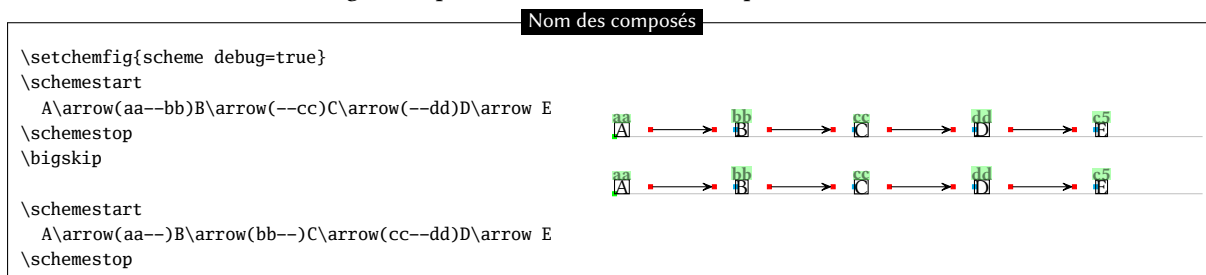 Nom des composés
\setchemfig{scheme debug=true}
\schemestart
A\arrow(aa--bb)B\arrow(--cc)C\arrow(--dd)D\arrow E
\schemestop
\bigskip
\schemestart
A\arrow(aa--)B\arrow(bb--)C\arrow(cc--dd)D\arrow E
\schemestop
aa bb cc dd c5
A B C D E
aa bb cc dd c5
A B C D E